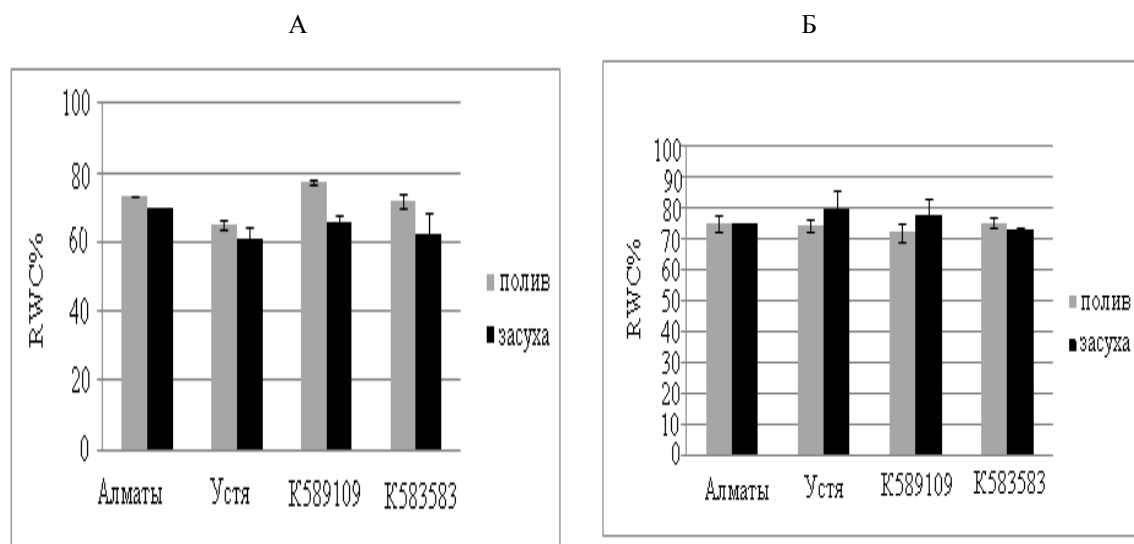 А
Б
RWC%
100
80
60
40
20
0
Алматы
Устя
К589109
К583583
полив
засуха
RWC%
100
90
80
70
60
50
40
30
20
10
0
Алматы
Устя
К589109
К583583
полив
засуха